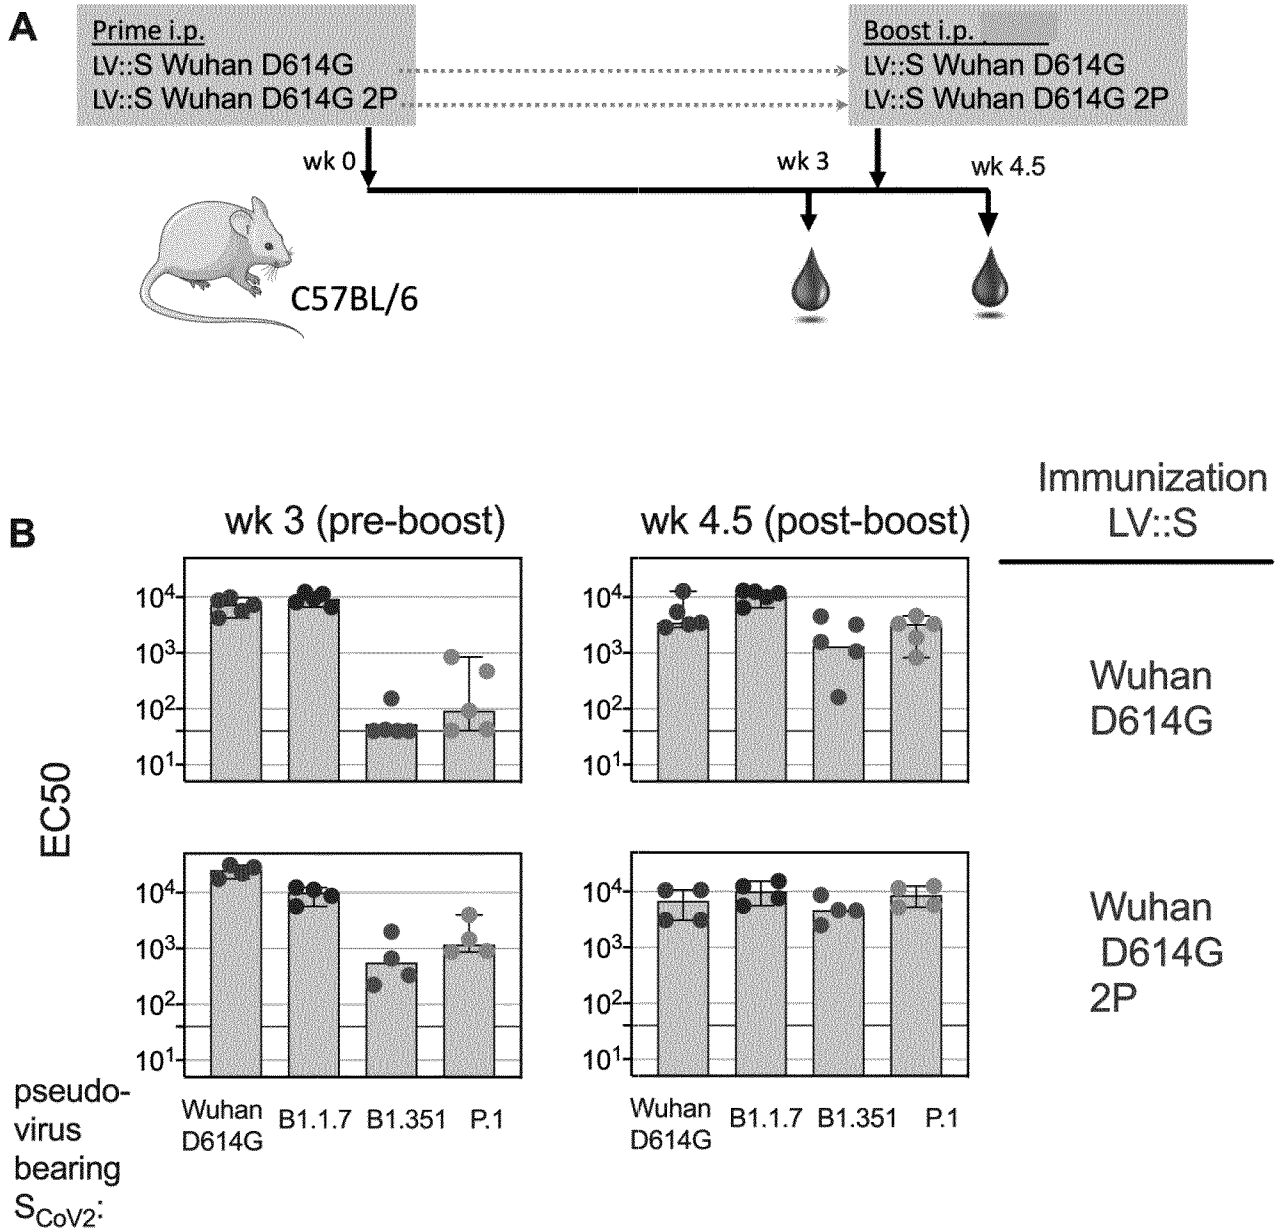 A
Prime i.p.
LV::S Wuhan D614G
LV::S Wuhan D614G 2P
Boost i.p.
LV::S Wuhan D614G
LV::S Wuhan D614G 2P
wk 0
wk 3
wk 4.5
C57BL/6
B
wk 3 (pre-boost)
wk 4.5 (post-boost)
Immunization
LV::S
EC50
10⁴
10³
10²
10¹
10⁴
10³
10²
10¹
Wuhan
D614G
10⁴
10³
10²
10¹
10⁴
10³
10²
10¹
Wuhan
D614G
2P
pseudo-
virus
bearing
SCoV2:
Wuhan
D614G
B1.1.7
B1.351
P.1
Wuhan
D614G
B1.1.7
B1.351
P.1